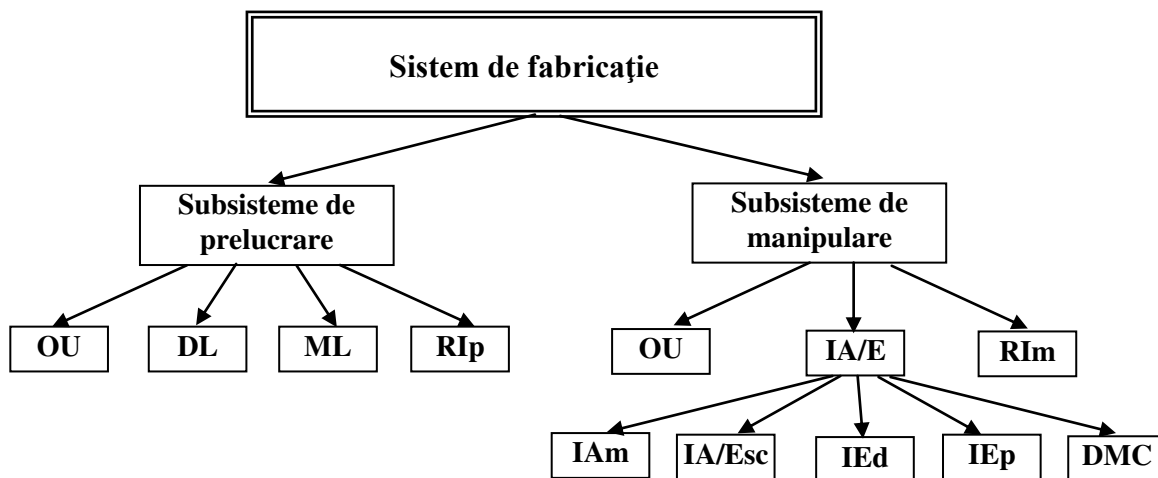 Sistem de fabricaţie
Subsisteme de
prelucrare
Subsisteme de
manipulare
OU
DL
ML
RIp
OU
IA/E
RIm
IAm
IA/Esc
IEd
IEp
DMC